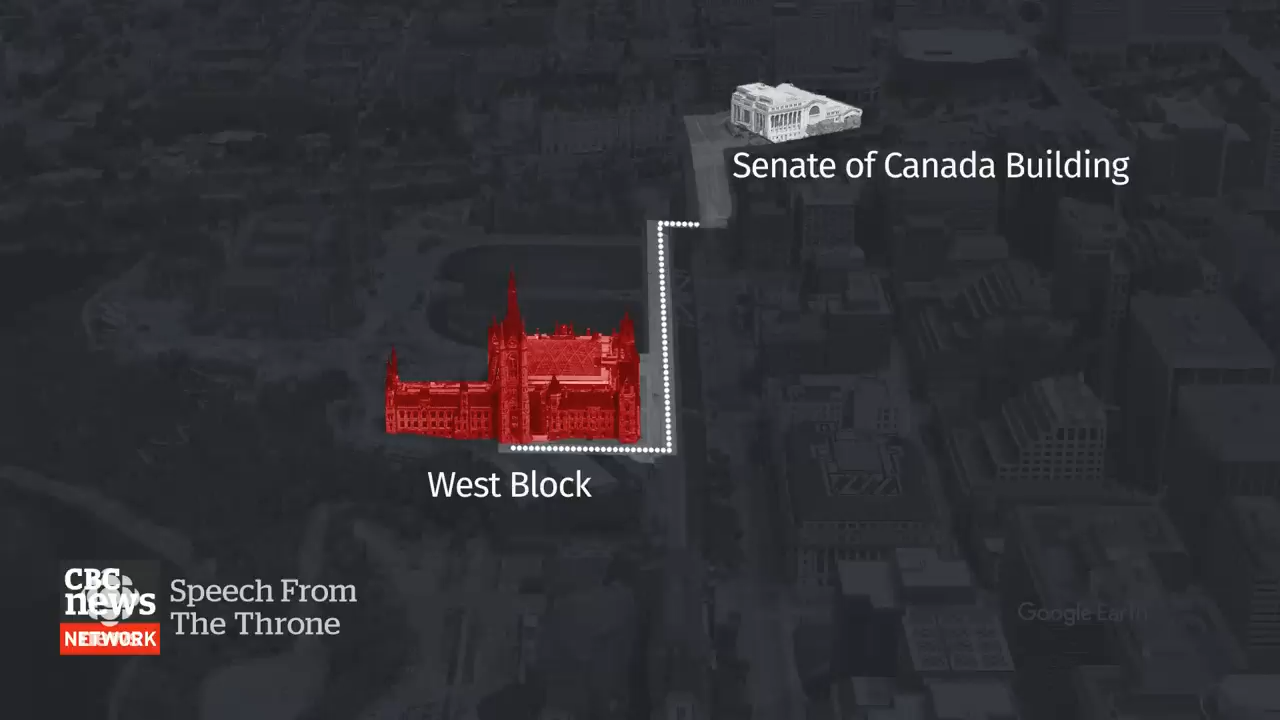 Senate of Canada Building
West Block
CBC
news
NETWORK
Speech From
The Throne
Google Earth